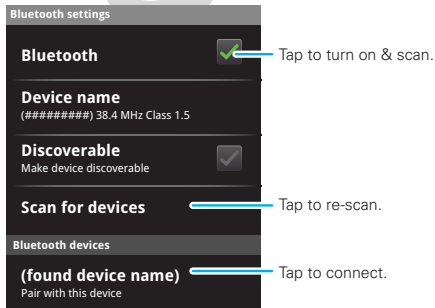 Bluetooth settings
Bluetooth
Tap to turn on & scan.
Device name
(#########) 38.4 MHz Class 1.5
Discoverable
Make device discoverable
Scan for devices
Tap to re-scan.
Bluetooth devices
(found device name)
Tap to connect.
Pair with this device